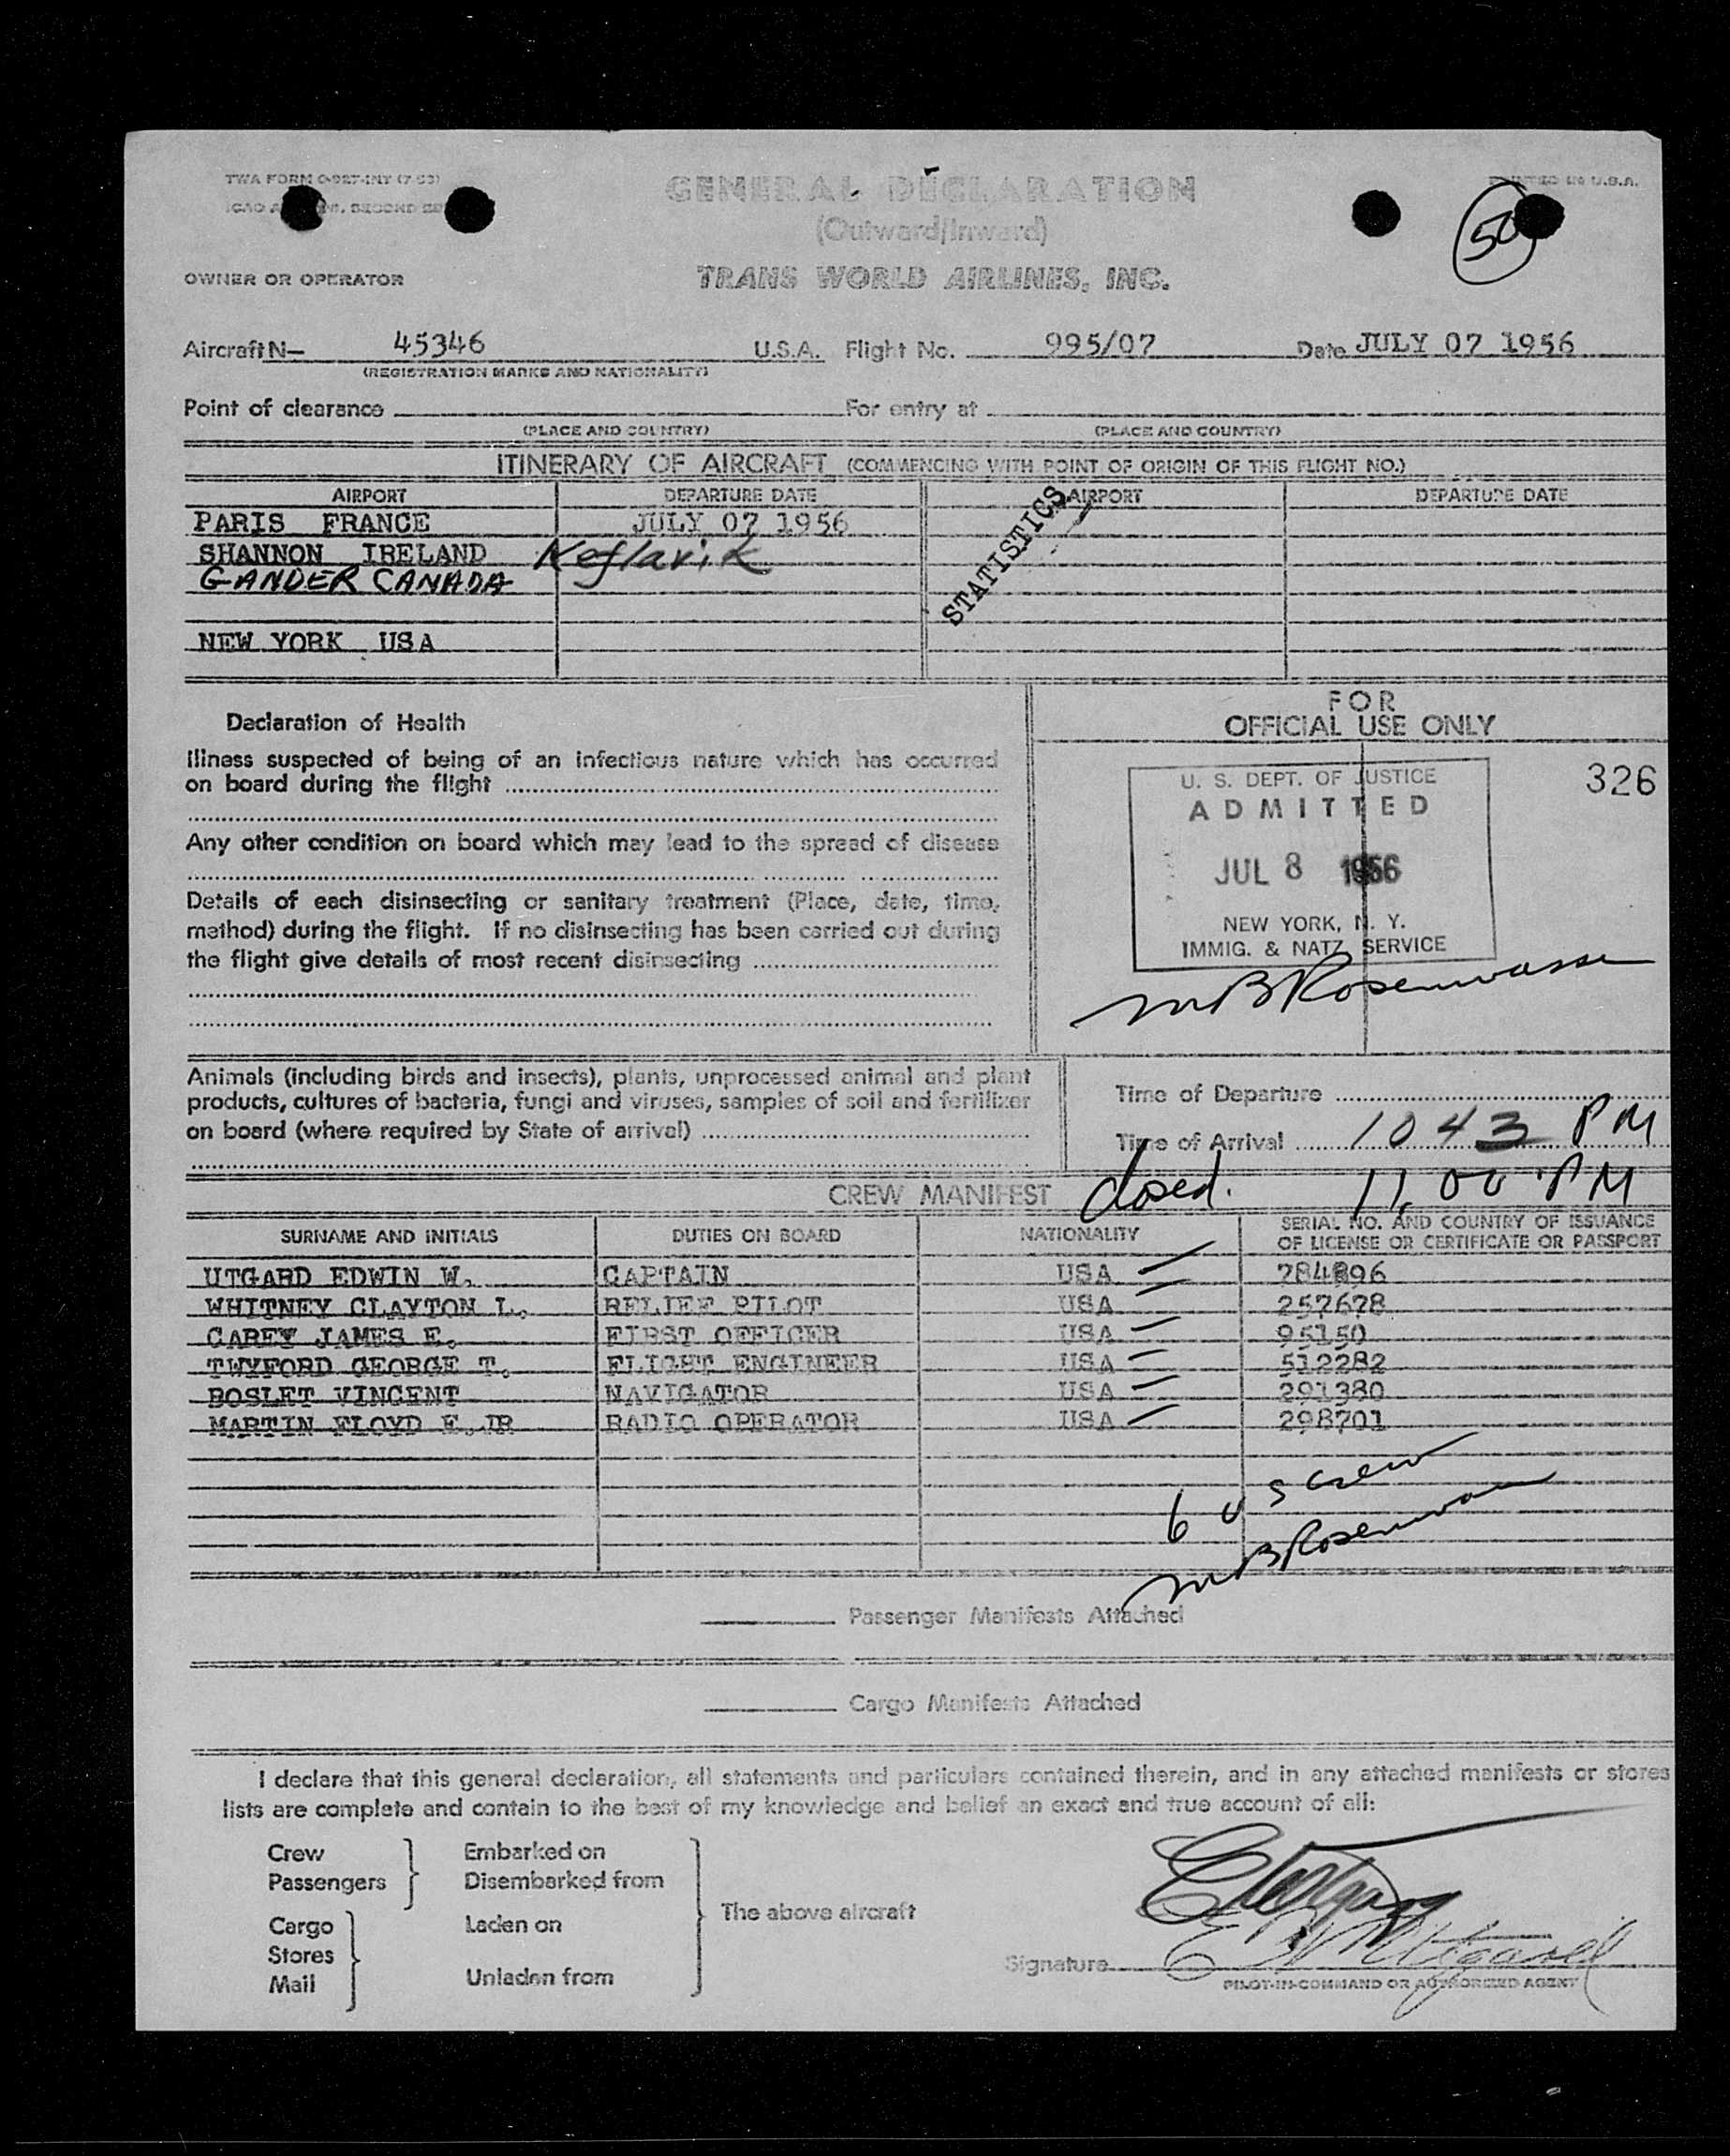 TWA FORM
GENERAL DECLARATION
PRINTED IN U.S.A.
SECOND
(Outward/Inward)
50
OWNER OR OPERATOR
TRANS WORLD AIRLINES, INC.
Aircraft N— 45346 U.S.A. Flight No. 995/07 Date JULY 07 1956
(REGISTRATION MARKS AND NATIONALITY)
Point of clearance For entry at
(PLACE AND COUNTRY) (PLACE AND COUNTRY)
ITINERARY OF AIRCRAFT (COMMENCING WITH POINT OF ORIGIN OF THIS FLIGHT NO.)
AIRPORT DEPARTURE DATE AIRPORT DEPARTURE DATE
PARIS FRANCE JULY 07 1956
SHANNON IRELAND Keflavik
GANDER CANADA
STATISTICS
NEW YORK USA
Declaration of Health
Illness suspected of being of an infectious nature which has occurred
on board during the flight
Any other condition on board which may lead to the spread of disease
Details of each disinsecting or sanitary treatment (Place, date, time,
method) during the flight. If no disinsecting has been carried out during
the flight give details of most recent disinsecting
FOR
OFFICIAL USE ONLY
U. S. DEPT. OF JUSTICE
326
ADMITTED
JUL 8 1956
NEW YORK, N. Y.
IMMIG. & NATZ SERVICE
M B Rosenwasser
Animals (including birds and insects), plants, unprocessed animal and plant
products, cultures of bacteria, fungi and viruses, samples of soil and fertilizer
on board (where required by State of arrival)
Time of Departure
Time of Arrival 10 43 PM
CREW MANIFEST closed. 11,00 PM
SURNAME AND INITIALS DUTIES ON BOARD NATIONALITY SERIAL NO. AND COUNTRY OF ISSUANCE
OF LICENSE OR CERTIFICATE OR PASSPORT
UTGARD EDWIN W. CAPTAIN USA 784896
WHITNEY CLAYTON L. RELIEF PILOT USA 257678
CAREY JAMES E. FIRST OFFICER USA 95150
TWYFORD GEORGE T. FLIGHT ENGINEER USA 512282
BOSLET VINCENT NAVIGATOR USA 291380
MARTIN FLOYD E. JR RADIO OPERATOR USA 298701
6 U S Crew
M B Rosenwasser
Passenger Manifests Attached
Cargo Manifests Attached
I declare that this general declaration, all statements and particulars contained therein, and in any attached manifests or stores
lists are complete and contain to the best of my knowledge and belief an exact and true account of all:
Crew Embarked on
Passengers Disembarked from
The above aircraft
Cargo Laden on
Stores
Mail Unladen from
Signature E W Utgard
PILOT-IN-COMMAND OR AUTHORIZED AGENT